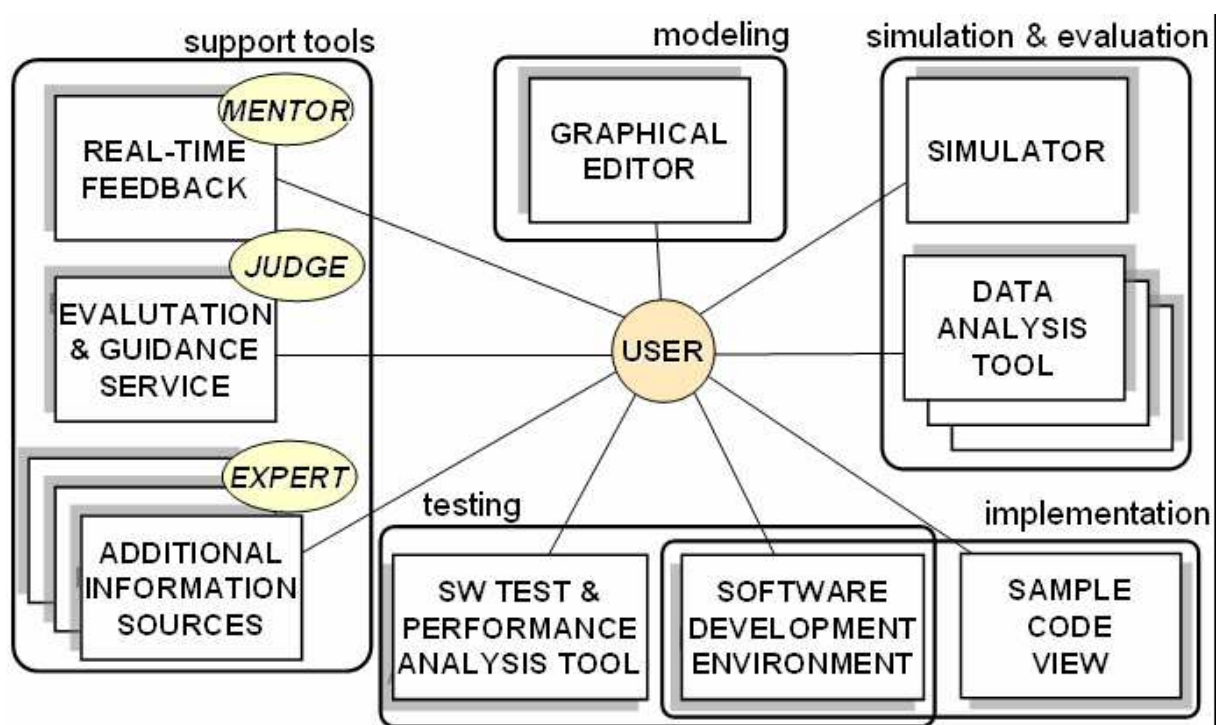 support tools
MENTOR
REAL-TIME
FEEDBACK
JUDGE
EVALUTATION
& GUIDANCE
SERVICE
EXPERT
ADDITIONAL
INFORMATION
SOURCES
modeling
GRAPHICAL
EDITOR
simulation & evaluation
SIMULATOR
DATA
ANALYSIS
TOOL
USER
testing
SW TEST &
PERFORMANCE
ANALYSIS TOOL
SOFTWARE
DEVELOPMENT
ENVIRONMENT
implementation
SAMPLE
CODE
VIEW